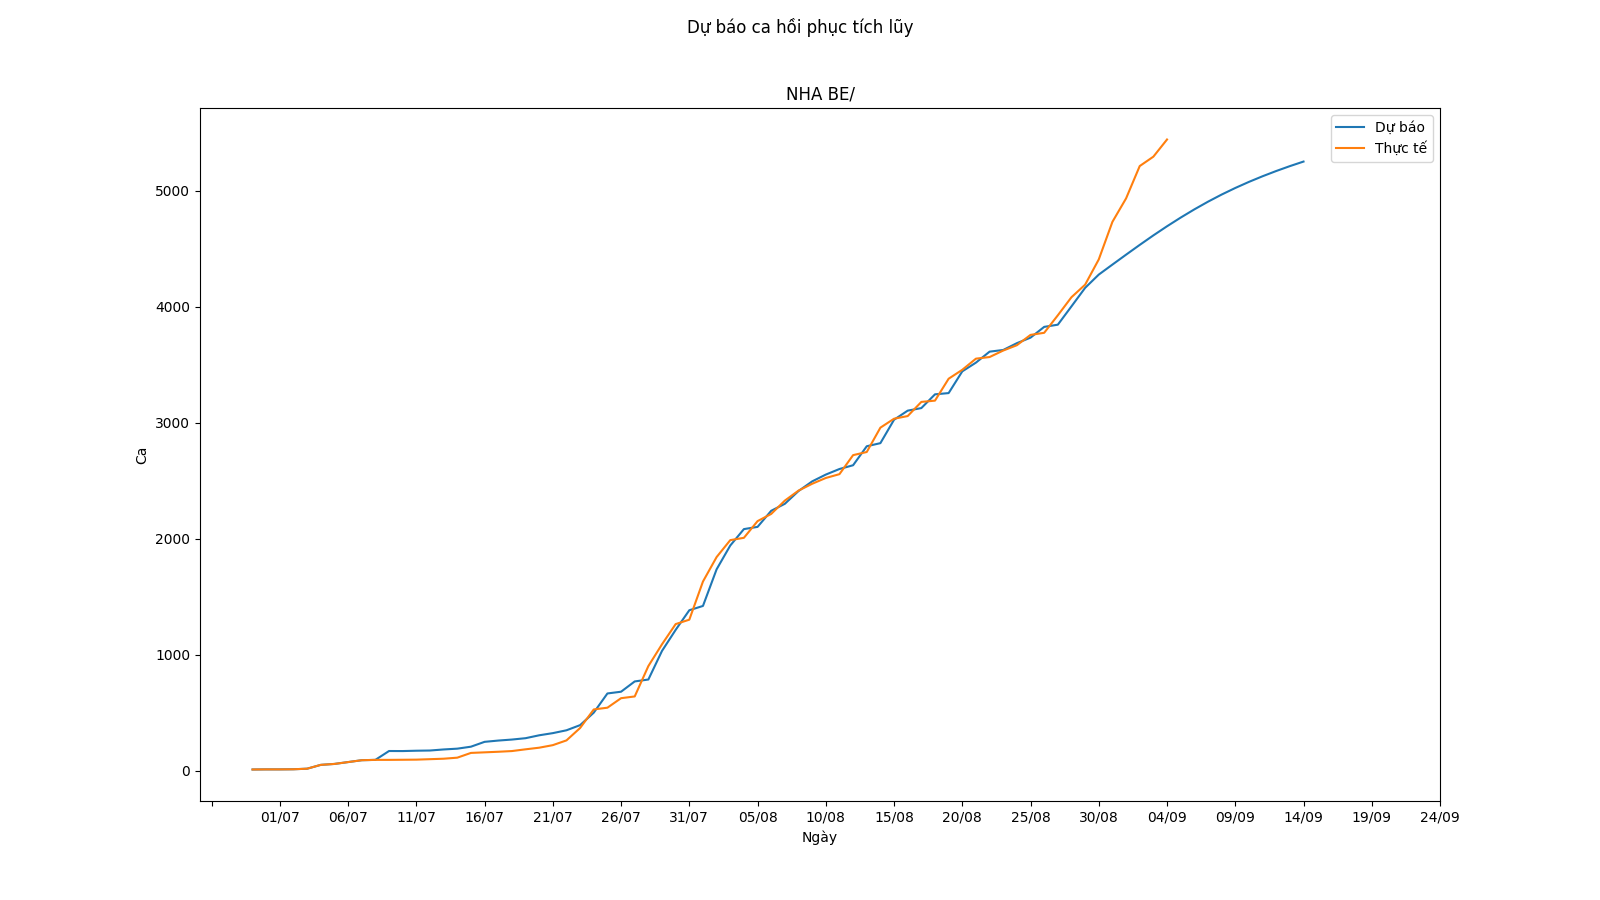 Dự báo ca hồi phục tích lũy
NHA BE/
Dự báo
Thực tế
5000
4000
3000
2000
1000
0
Ca
01/07 06/07 11/07 16/07 21/07 26/07 31/07 05/08 10/08 15/08 20/08 25/08 30/08 04/09 09/09 14/09 19/09 24/09
Ngày